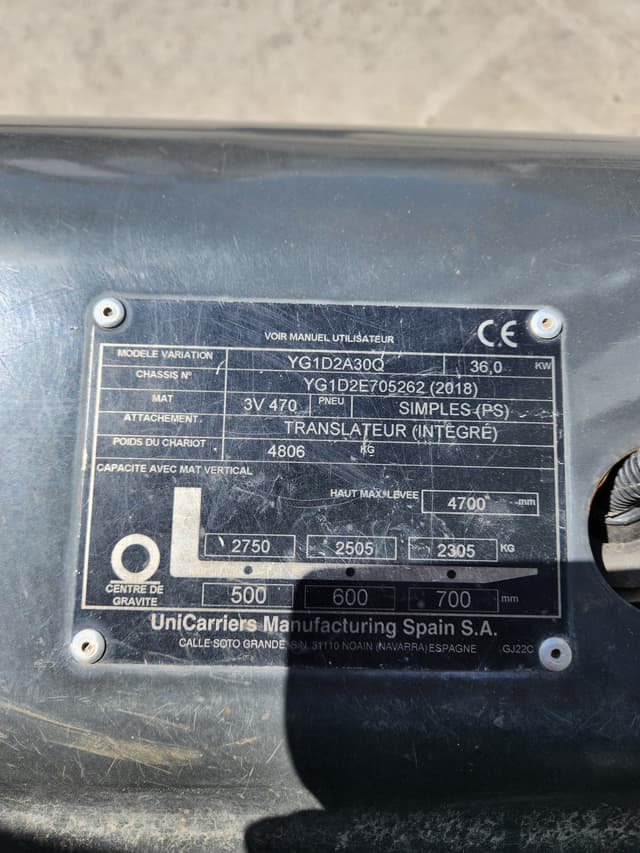 VOIR MANUEL UTILISATEUR CE
MODELE VARIATION YG1D2A30Q 36,0 KW
CHASSIS Nº YG1D2E705262 (2018)
MAT 3V 470 PNEU SIMPLES (PS)
ATTACHEMENT TRANSLATEUR (INTEGRÉ)
POIDS DU CHARIOT 4806 KG
CAPACITE AVEC MAT VERTICAL
HAUT MAX. LEVEE 4700 mm
2750 2505 2305 KG
CENTRE DE
GRAVITE
500 600 700 mm
UniCarriers Manufacturing Spain S.A.
CALLE SOTO GRANDE, S/N, 31110 NOAIN (NAVARRA) ESPAGNE GJ22C